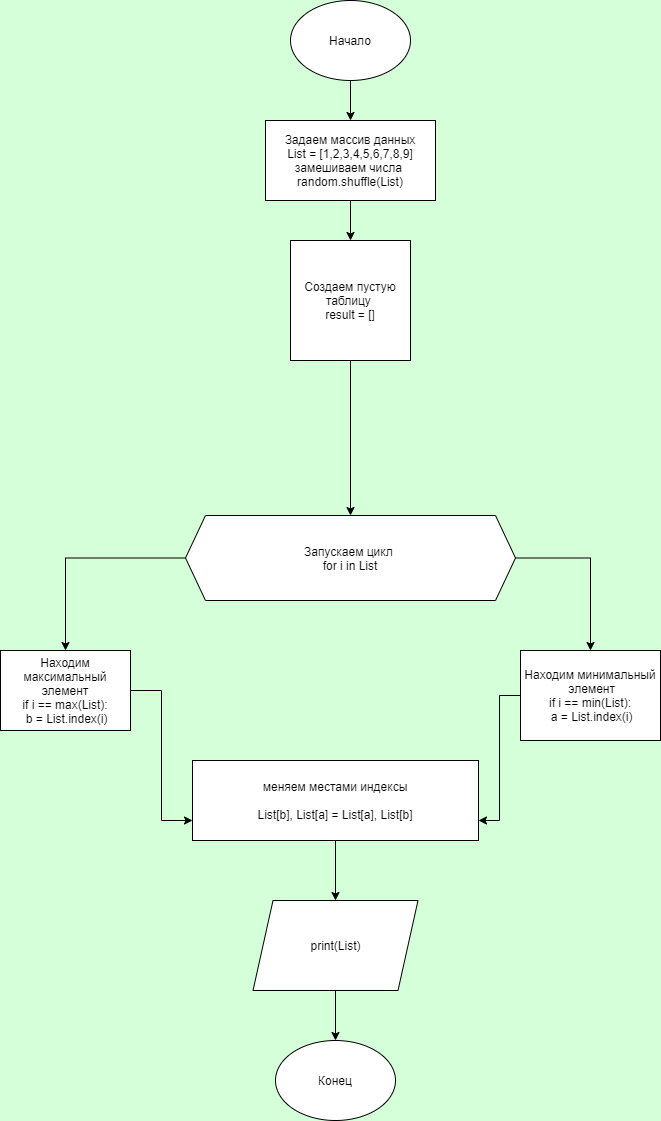 Начало
Задаем массив данных
List = [1,2,3,4,5,6,7,8,9]
замешиваем числа
random.shuffle(List)
Создаем пустую
таблицу
result = []
Запускаем цикл
for i in List
Находим
максимальный
элемент
if i == max(List):
b = List.index(i)
Находим минимальный
элемент
if i == min(List):
a = List.index(i)
меняем местами индексы
List[b], List[a] = List[a], List[b]
print(List)
Конец